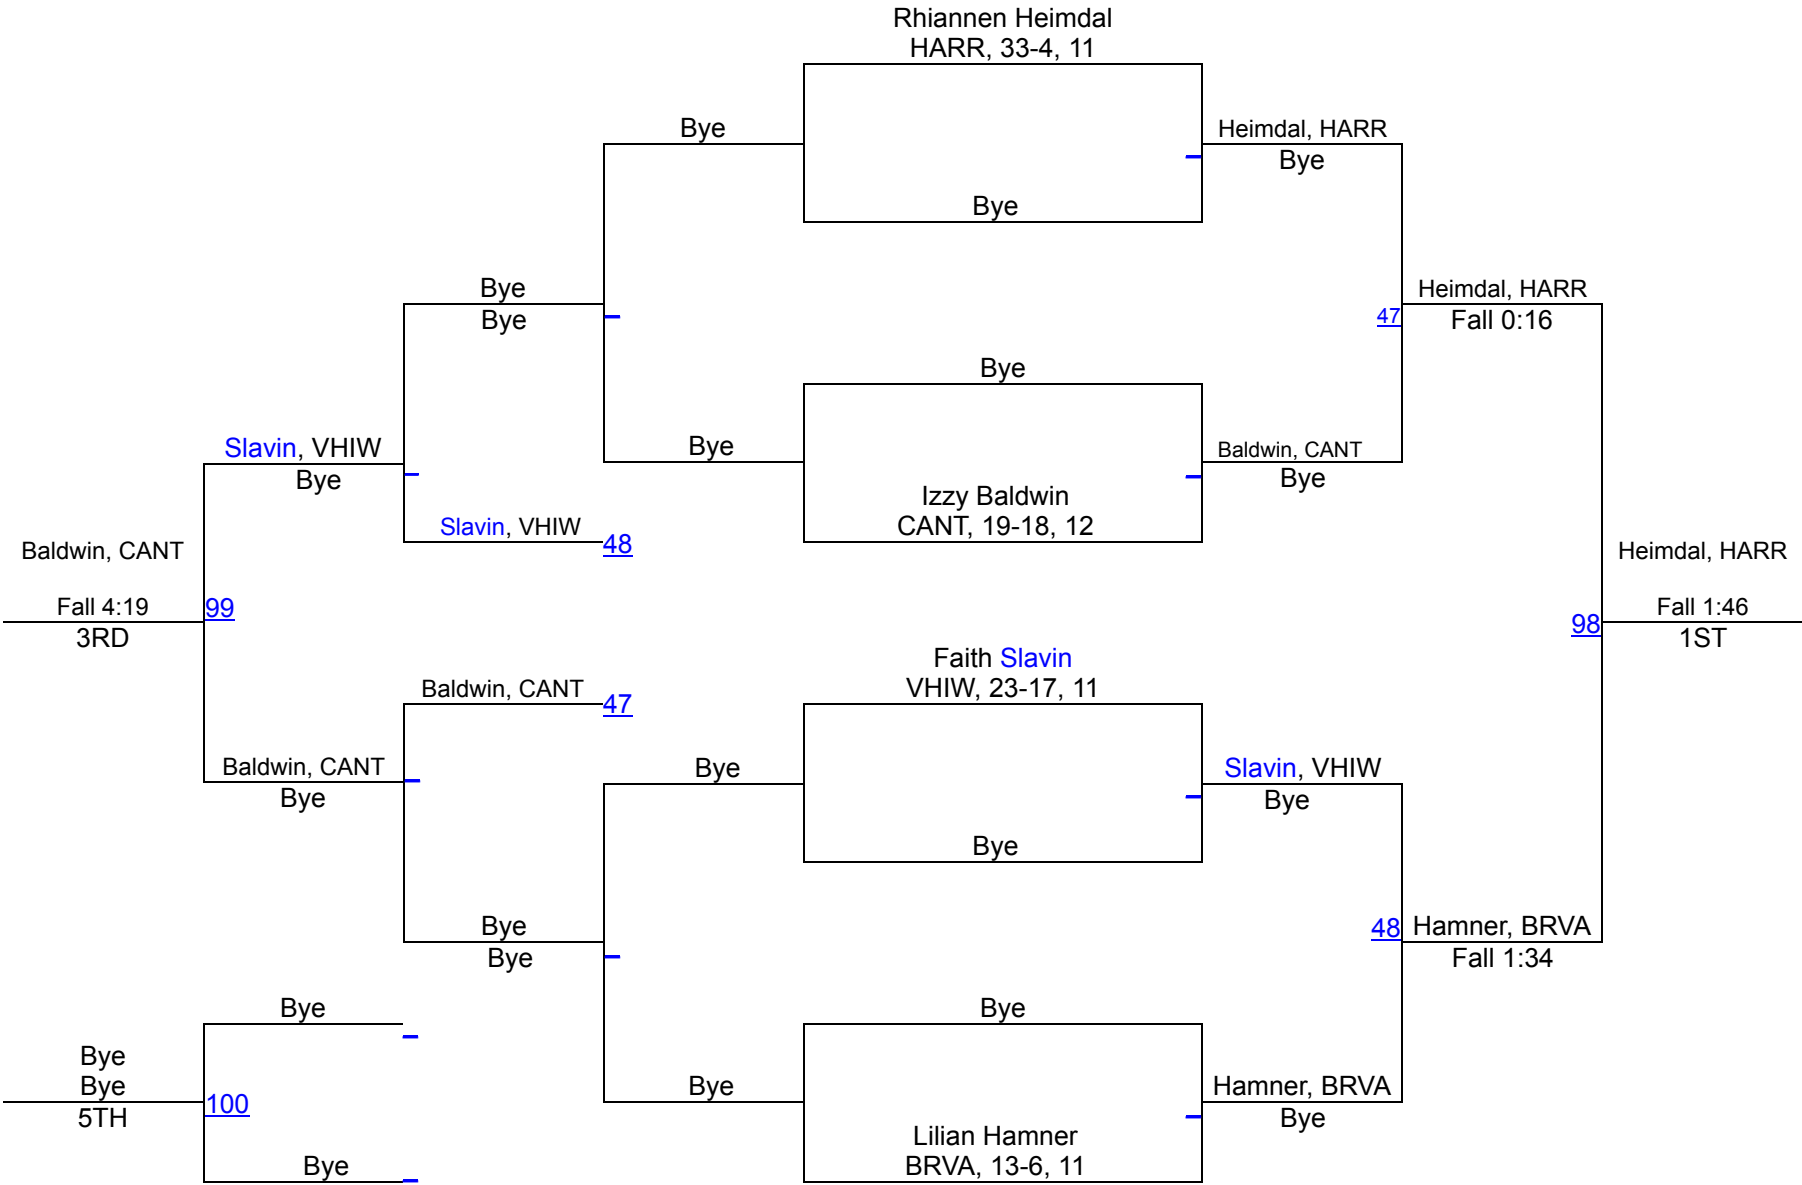 Rhiannen Heimdal
HARR, 33-4, 11
Bye
Heimdal, HARR
Bye
Bye
Bye
Bye
Heimdal, HARR
47
Fall 0:16
Bye
Slavin, VHIW
Bye
Bye
Baldwin, CANT
Bye
Izzy Baldwin
CANT, 19-18, 12
Slavin, VHIW
48
Baldwin, CANT
Heimdal, HARR
Fall 4:19
99
3RD
Fall 1:46
98
1ST
Faith Slavin
VHIW, 23-17, 11
Baldwin, CANT
47
Baldwin, CANT
Bye
Bye
Slavin, VHIW
Bye
Bye
Bye
Bye
48
Hamner, BRVA
Fall 1:34
Bye
Bye
Bye
Bye
5TH
100
Bye
Hamner, BRVA
Bye
Lilian Hamner
BRVA, 13-6, 11
Bye